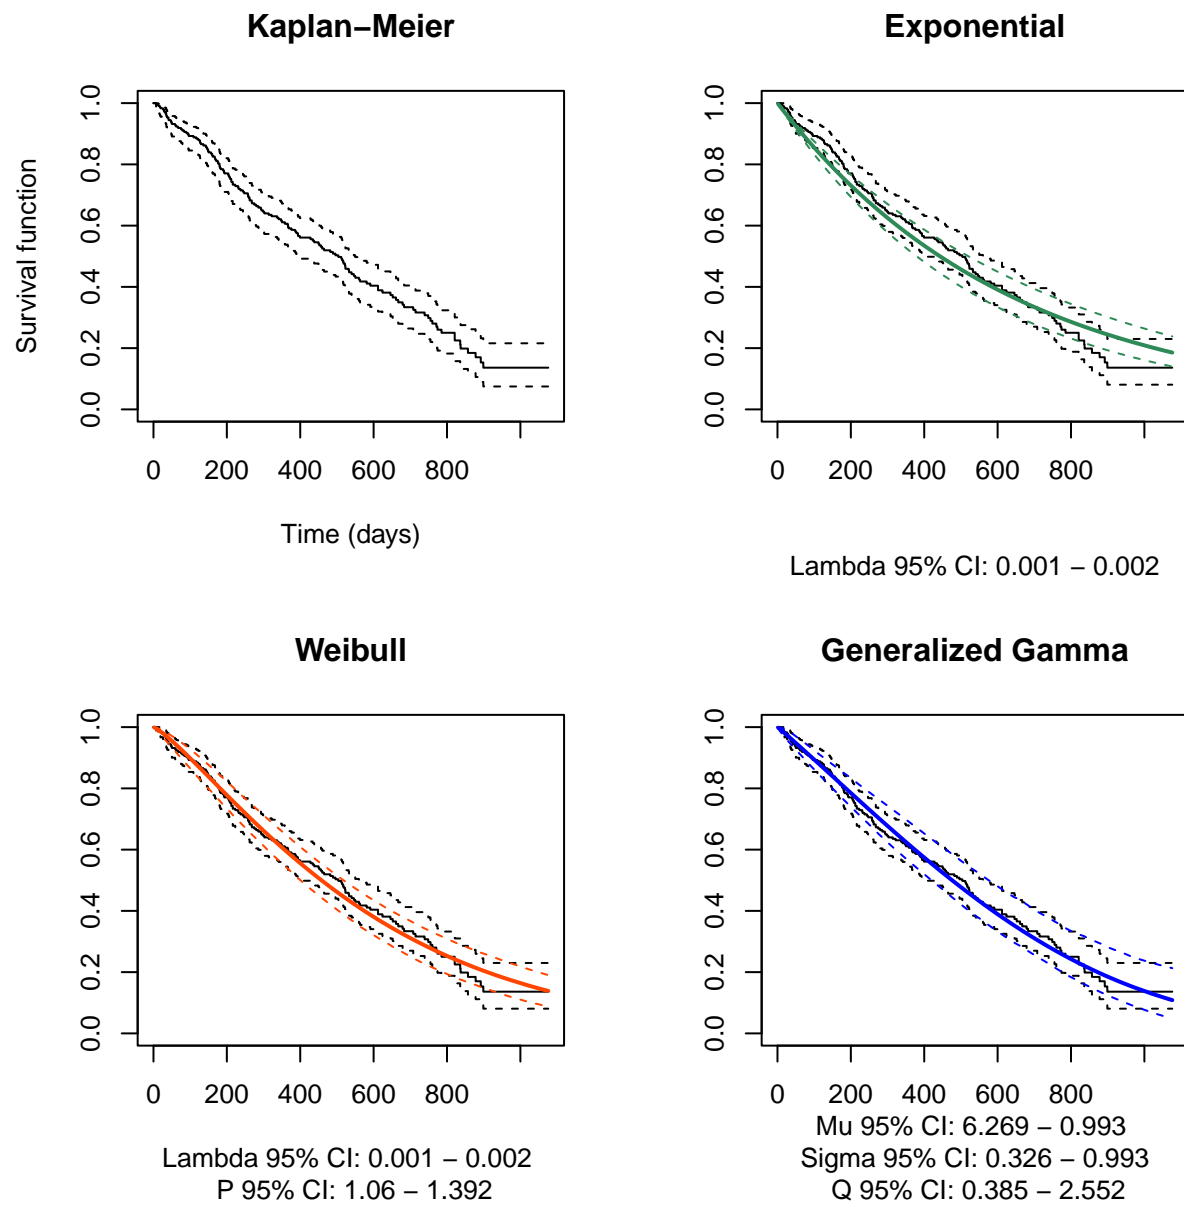 Kaplan−Meier
Survival function
0.0 0.2 0.4 0.6 0.8 1.0
0 200 400 600 800
Time (days)
Exponential
0.0 0.2 0.4 0.6 0.8 1.0
0 200 400 600 800
Lambda 95% CI: 0.001 − 0.002
Weibull
0.0 0.2 0.4 0.6 0.8 1.0
0 200 400 600 800
Lambda 95% CI: 0.001 − 0.002
P 95% CI: 1.06 − 1.392
Generalized Gamma
0.0 0.2 0.4 0.6 0.8 1.0
0 200 400 600 800
Mu 95% CI: 6.269 − 0.993
Sigma 95% CI: 0.326 − 0.993
Q 95% CI: 0.385 − 2.552